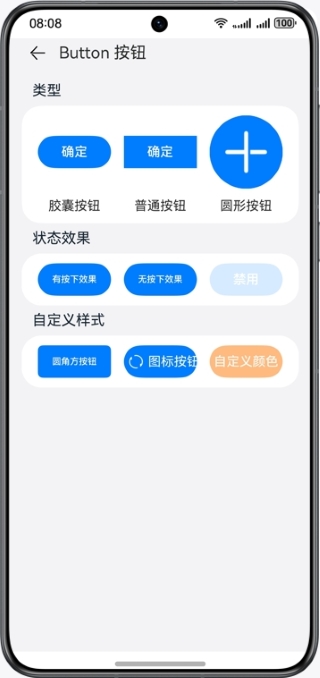 08:08
100
Button 按钮
类型
确定
确定
胶囊按钮
普通按钮
圆形按钮
状态效果
有按下效果
无按下效果
禁用
自定义样式
圆角方按钮
图标按钮
自定义颜色